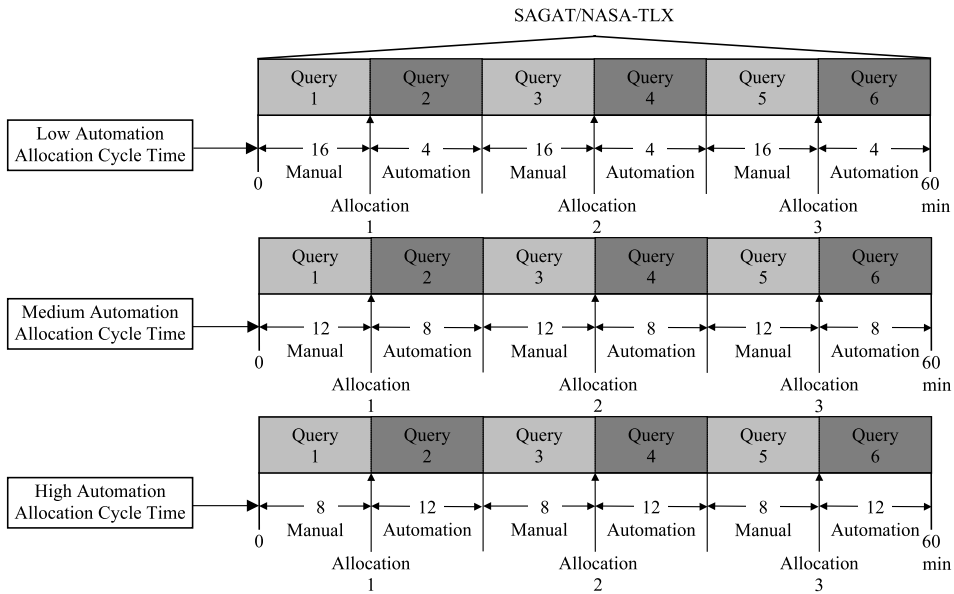 SAGAT/NASA-TLX
Query Query Query Query Query Query
1 2 3 4 5 6
Low Automation
Allocation Cycle Time
16 4 16 4 16 4
Manual Automation Manual Automation Manual Automation
0 60
min
Allocation Allocation Allocation
1 2 3
Query Query Query Query Query Query
1 2 3 4 5 6
Medium Automation
Allocation Cycle Time
12 8 12 8 12 8
Manual Automation Manual Automation Manual Automation
0 60
min
Allocation Allocation Allocation
1 2 3
Query Query Query Query Query Query
1 2 3 4 5 6
High Automation
Allocation Cycle Time
8 12 8 12 8 12
Manual Automation Manual Automation Manual Automation
0 60
min
Allocation Allocation Allocation
1 2 3